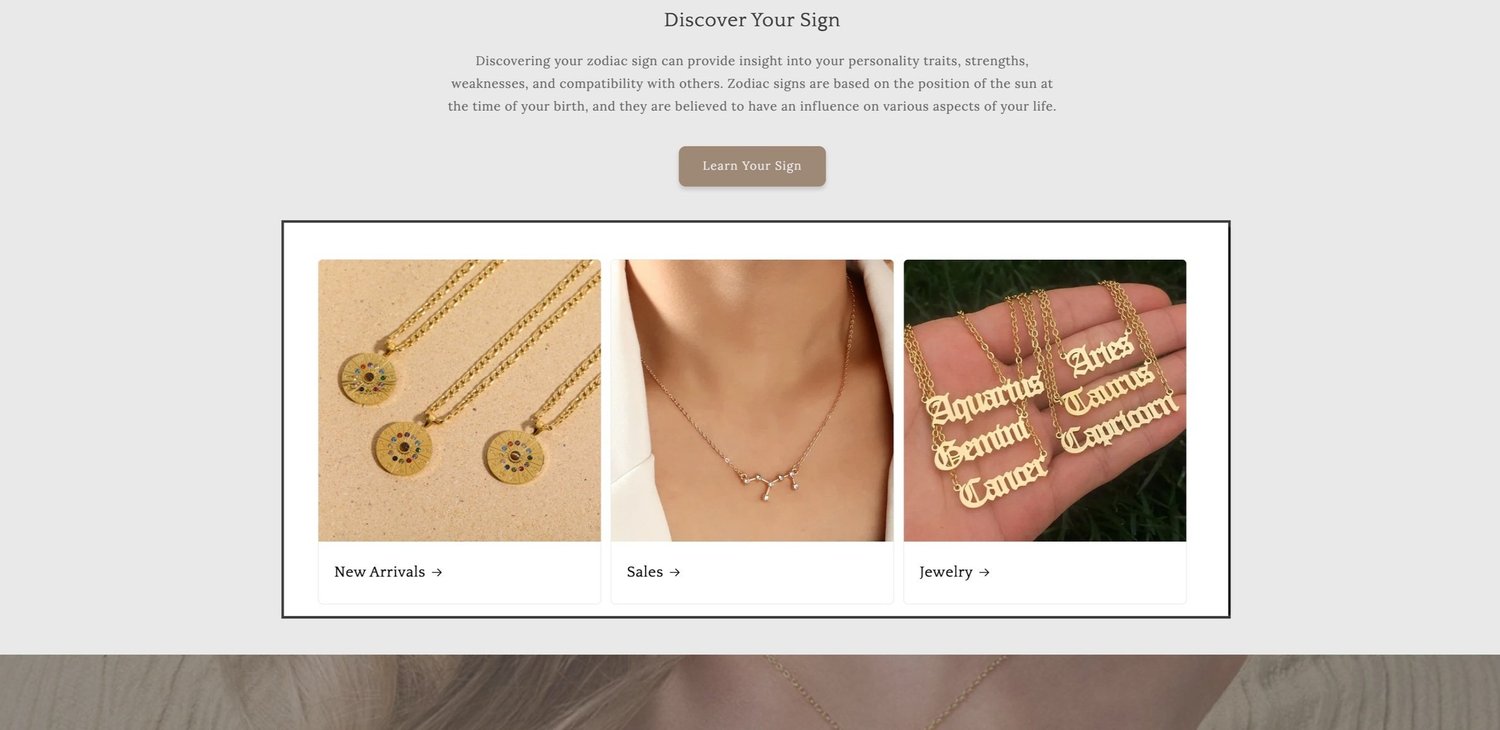 Discover Your Sign
Discovering your zodiac sign can provide insight into your personality traits, strengths,
weaknesses, and compatibility with others. Zodiac signs are based on the position of the sun at
the time of your birth, and they are believed to have an influence on various aspects of your life.
Learn Your Sign
Aquarius
Gemini
Cancer
Aries
Taurus
Capricorn
New Arrivals →
Sales →
Jewelry →